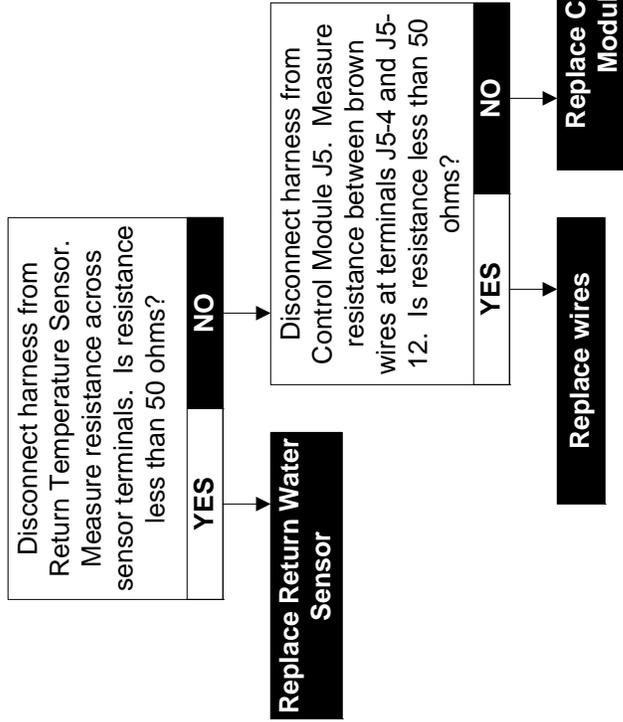 Disconnect harness from
Return Temperature Sensor.
Measure resistance across
sensor terminals. Is resistance
less than 50 ohms?
YES
NO
Replace Return Water
Sensor
Disconnect harness from
Control Module J5. Measure
resistance between brown
wires at terminals J5-4 and J5-
12. Is resistance less than 50
ohms?
YES
NO
Replace wires
Replace